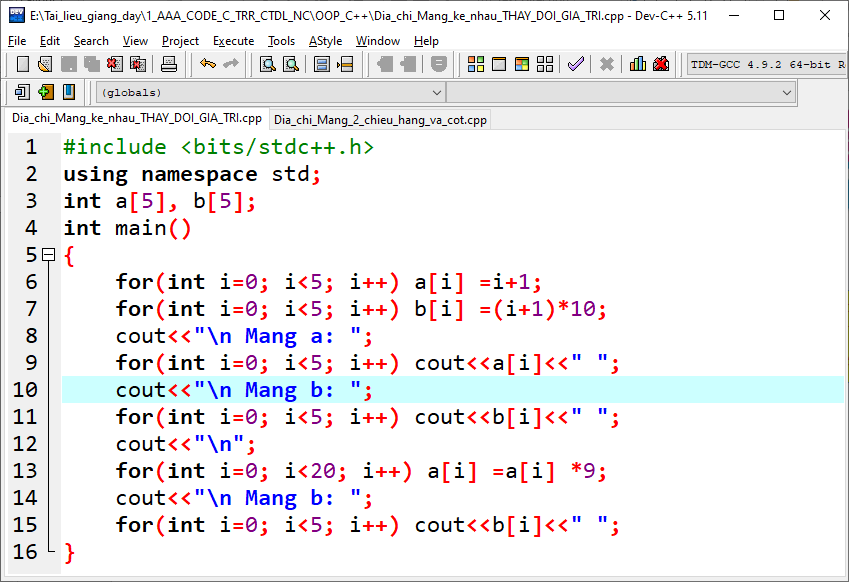 E:\Tai_lieu_giang_day\1_AAA_CODE_C_TRR_CTDL_NC\OOP_C++\Dia_chi_Mang_ke_nhau_THAY_DOI_GIA_TRI.cpp - Dev-C++ 5.11
File Edit Search View Project Execute Tools AStyle Window Help
TDM-GCC 4.9.2 64-bit R
(globals)
Dia_chi_Mang_ke_nhau_THAY_DOI_GIA_TRI.cpp Dia_chi_Mang_2_chieu_hang_va_cot.cpp
1 #include <bits/stdc++.h>
2 using namespace std;
3 int a[5], b[5];
4 int main()
5 {
6 for(int i=0; i<5; i++) a[i] =i+1;
7 for(int i=0; i<5; i++) b[i] =(i+1)*10;
8 cout<<"\n Mang a: ";
9 for(int i=0; i<5; i++) cout<<a[i]<<" ";
10 cout<<"\n Mang b: ";
11 for(int i=0; i<5; i++) cout<<b[i]<<" ";
12 cout<<"\n";
13 for(int i=0; i<20; i++) a[i] =a[i] *9;
14 cout<<"\n Mang b: ";
15 for(int i=0; i<5; i++) cout<<b[i]<<" ";
16 }